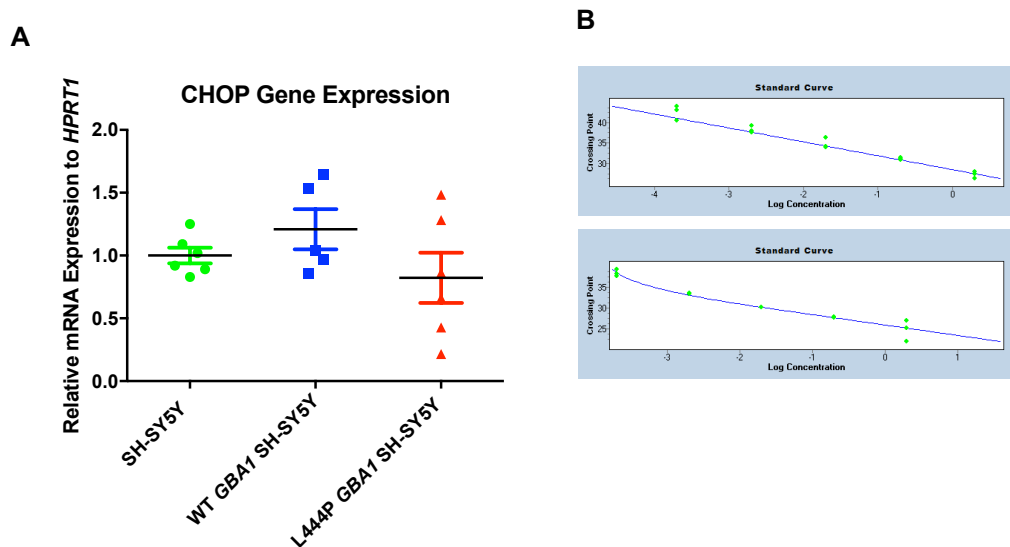 A
CHOP Gene Expression
Relative mRNA Expression to HPRT1
2.0
1.5
1.0
0.5
0.0
SH-SY5Y
WT GBA1 SH-SY5Y
L444P GBA1 SH-SY5Y
B
Standard Curve
Crossing Point
40
35
30
-4 -3 -2 -1 0
Log Concentration
Standard Curve
Crossing Point
35
30
25
-3 -2 -1 0 1
Log Concentration